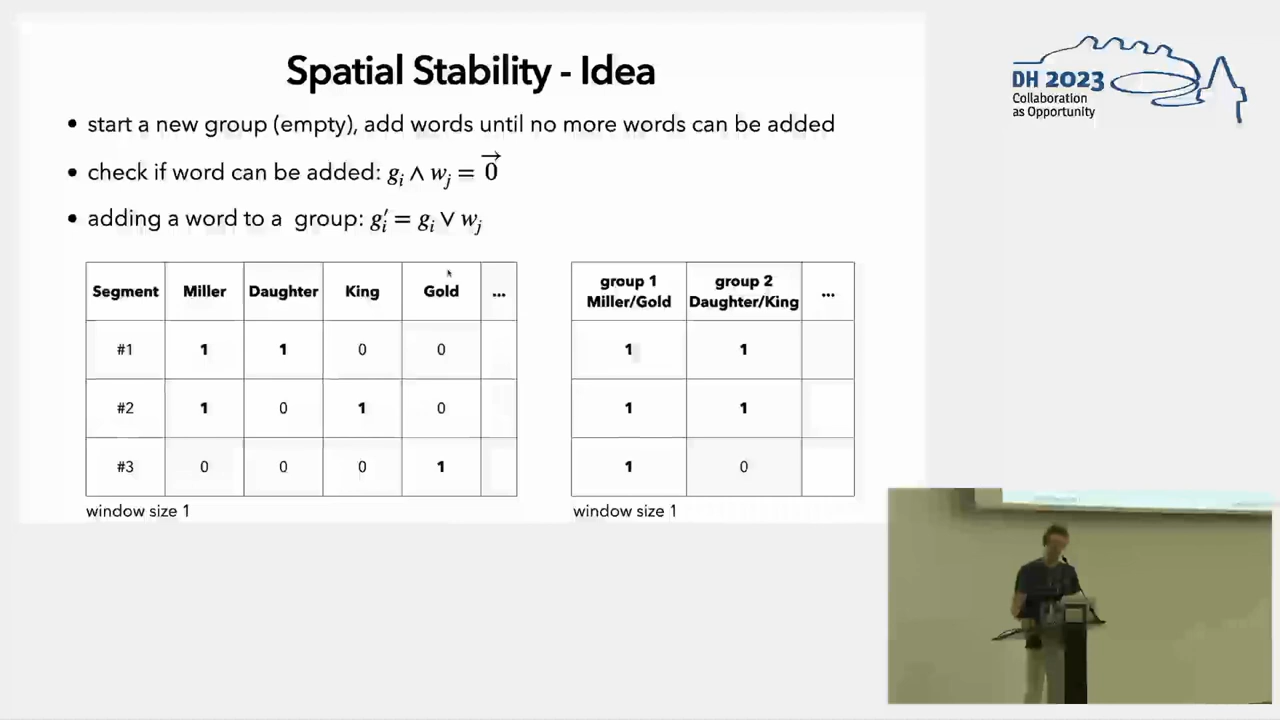 Spatial Stability - Idea
• start a new group (empty), add words until no more words can be added
• check if word can be added: gᵢ ∧ wⱼ = 0⃗
• adding a word to a group: gᵢ′ = gᵢ ∨ wⱼ
Segment Miller Daughter King Gold ...
#1 1 1 0 0
#2 1 0 1 0
#3 0 0 0 1
window size 1
group 1 Miller/Gold group 2 Daughter/King ...
1 1
1 1
1 0
window size 1
DH 2023
Collaboration
as Opportunity